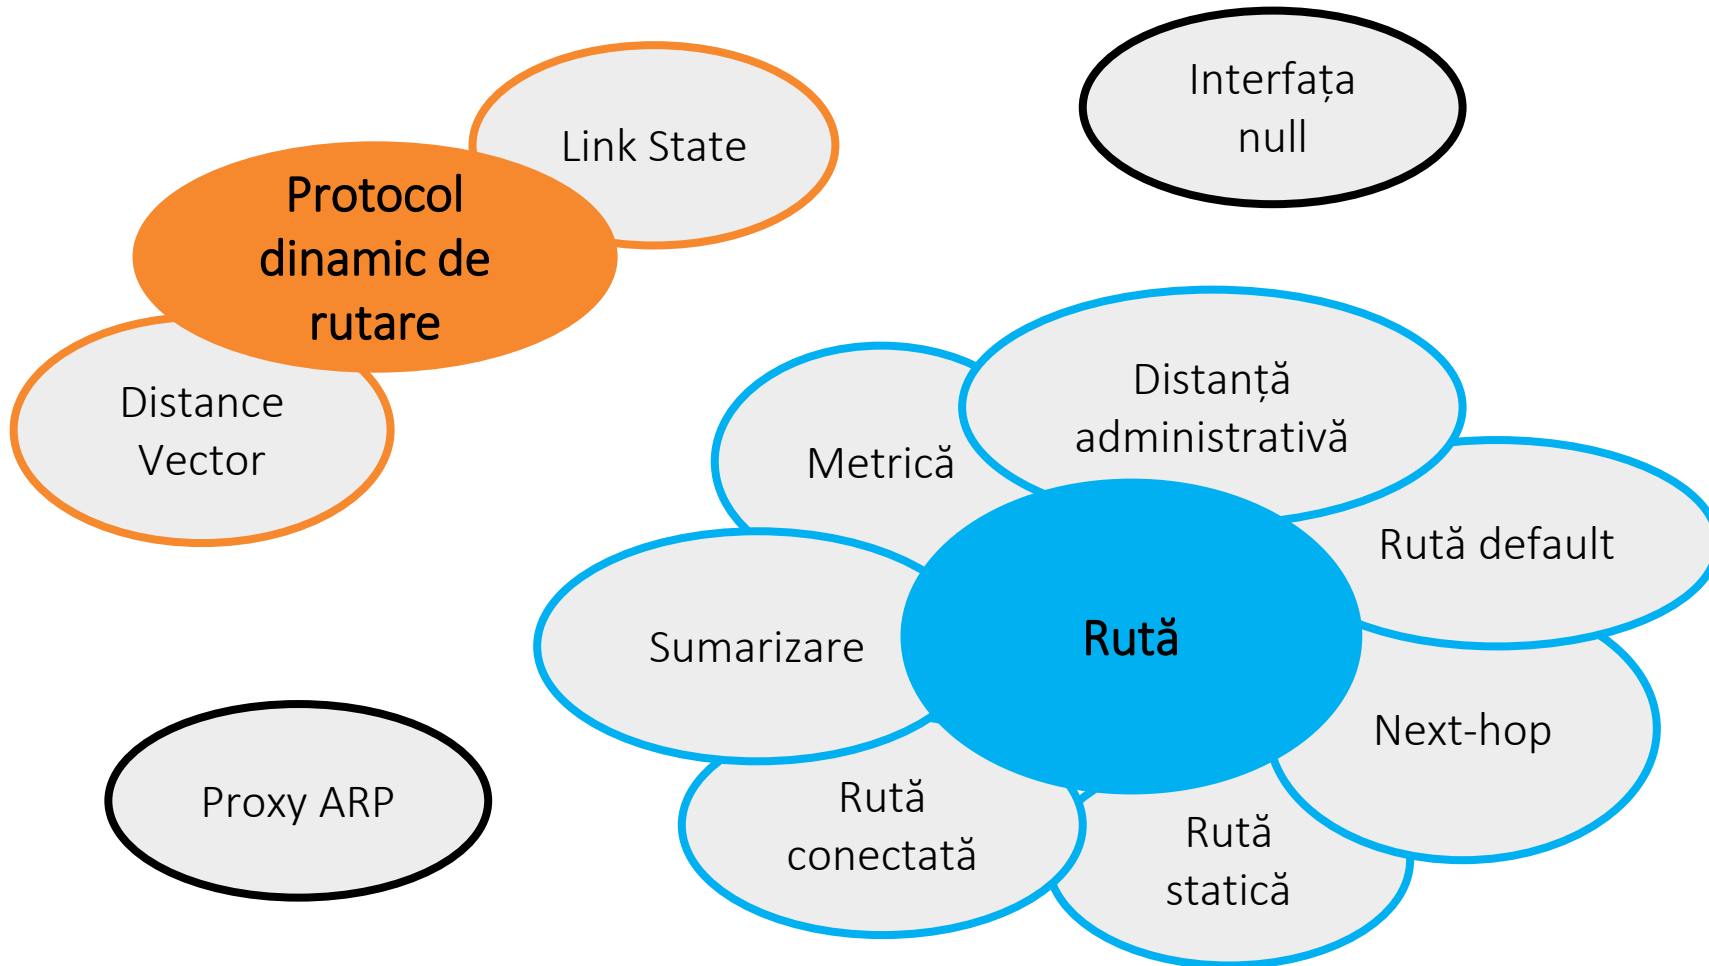 Link State
Protocol
dinamic de
rutare
Distance
Vector
Interfața
null
Distanță
administrativă
Metrică
Rută default
Sumarizare
Rută
Next-hop
Rută
conectată
Rută
statică
Proxy ARP